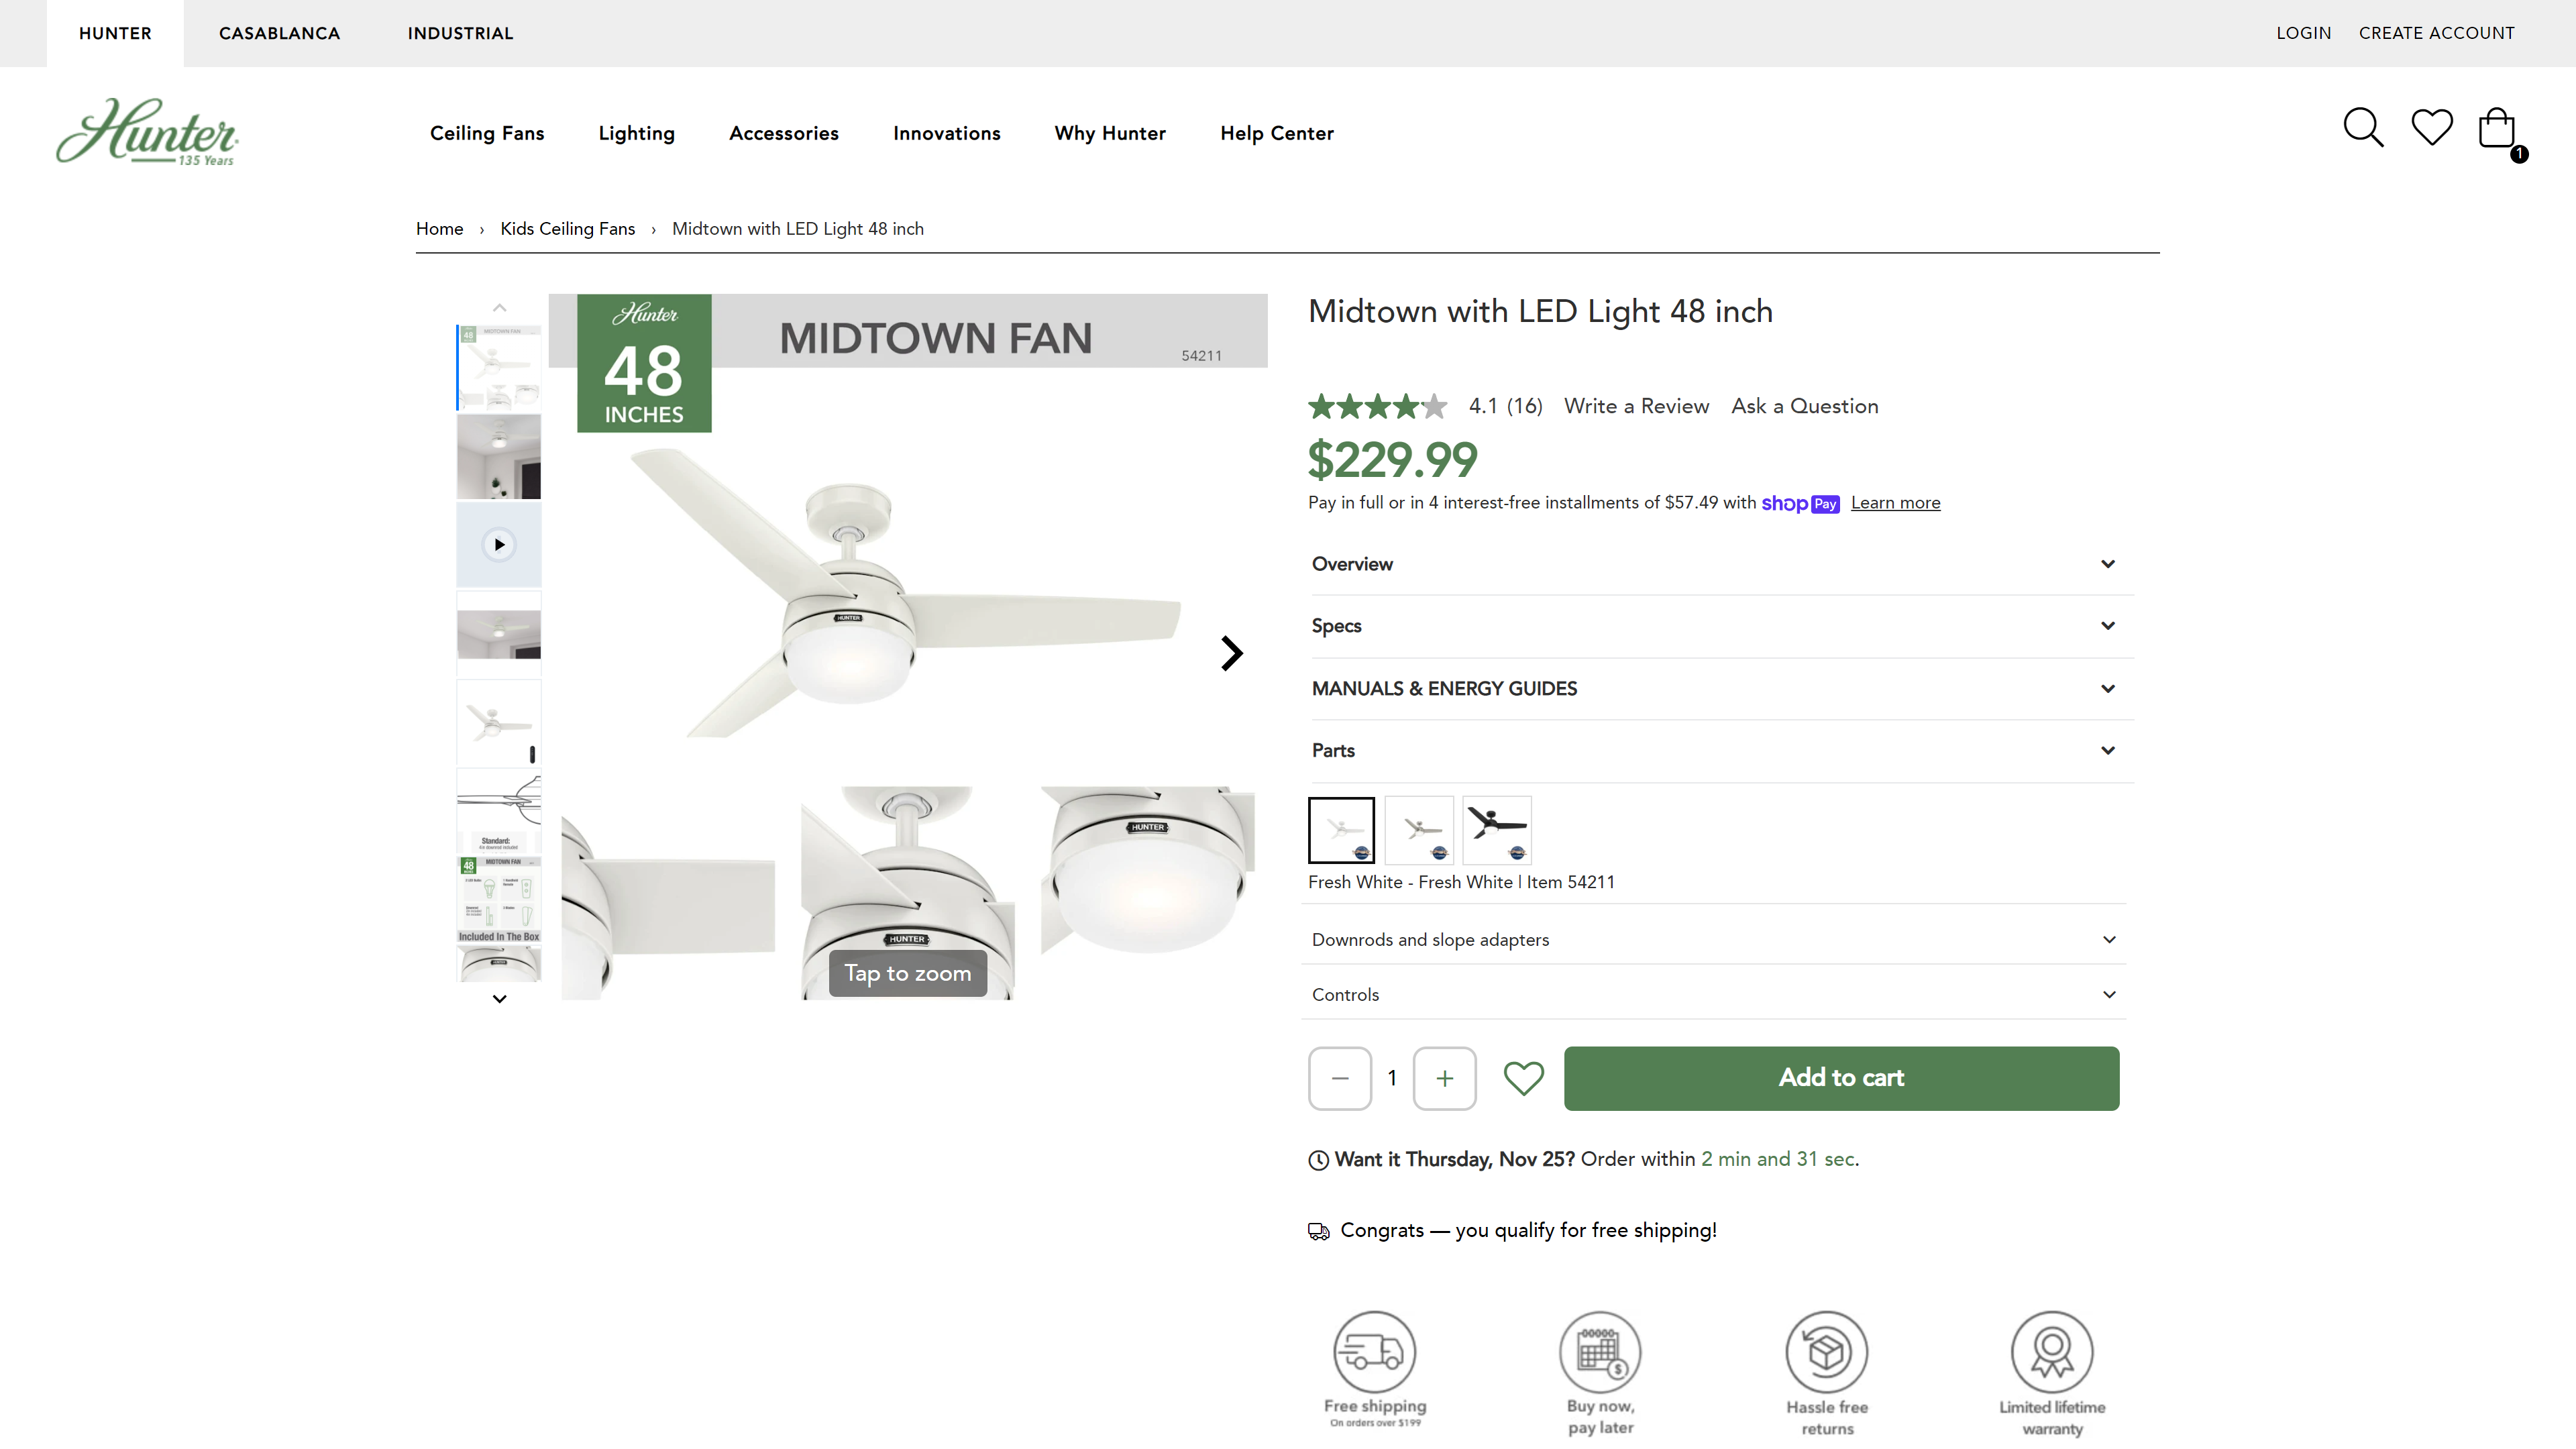 HUNTER
CASABLANCA
INDUSTRIAL
LOGIN
CREATE ACCOUNT
Hunter
135 Years
Ceiling Fans
Lighting
Accessories
Innovations
Why Hunter
Help Center
1
Home › Kids Ceiling Fans › Midtown with LED Light 48 inch
48
MIDTOWN FAN
Standard:
48
MIDTOWN FAN
Included In The Box
Hunter
48
INCHES
MIDTOWN FAN
54211
HUNTER
HUNTER
HUNTER
Tap to zoom
Midtown with LED Light 48 inch
4.1 (16)
Write a Review
Ask a Question
$229.99
Pay in full or in 4 interest-free installments of $57.49 with shop Pay Learn more
Overview
Specs
MANUALS & ENERGY GUIDES
Parts
Fresh White - Fresh White | Item 54211
Downrods and slope adapters
Controls
1
Add to cart
Want it Thursday, Nov 25? Order within 2 min and 31 sec.
Congrats — you qualify for free shipping!
Free shipping
On orders over $199
Buy now,
pay later
Hassle free
returns
Limited lifetime
warranty